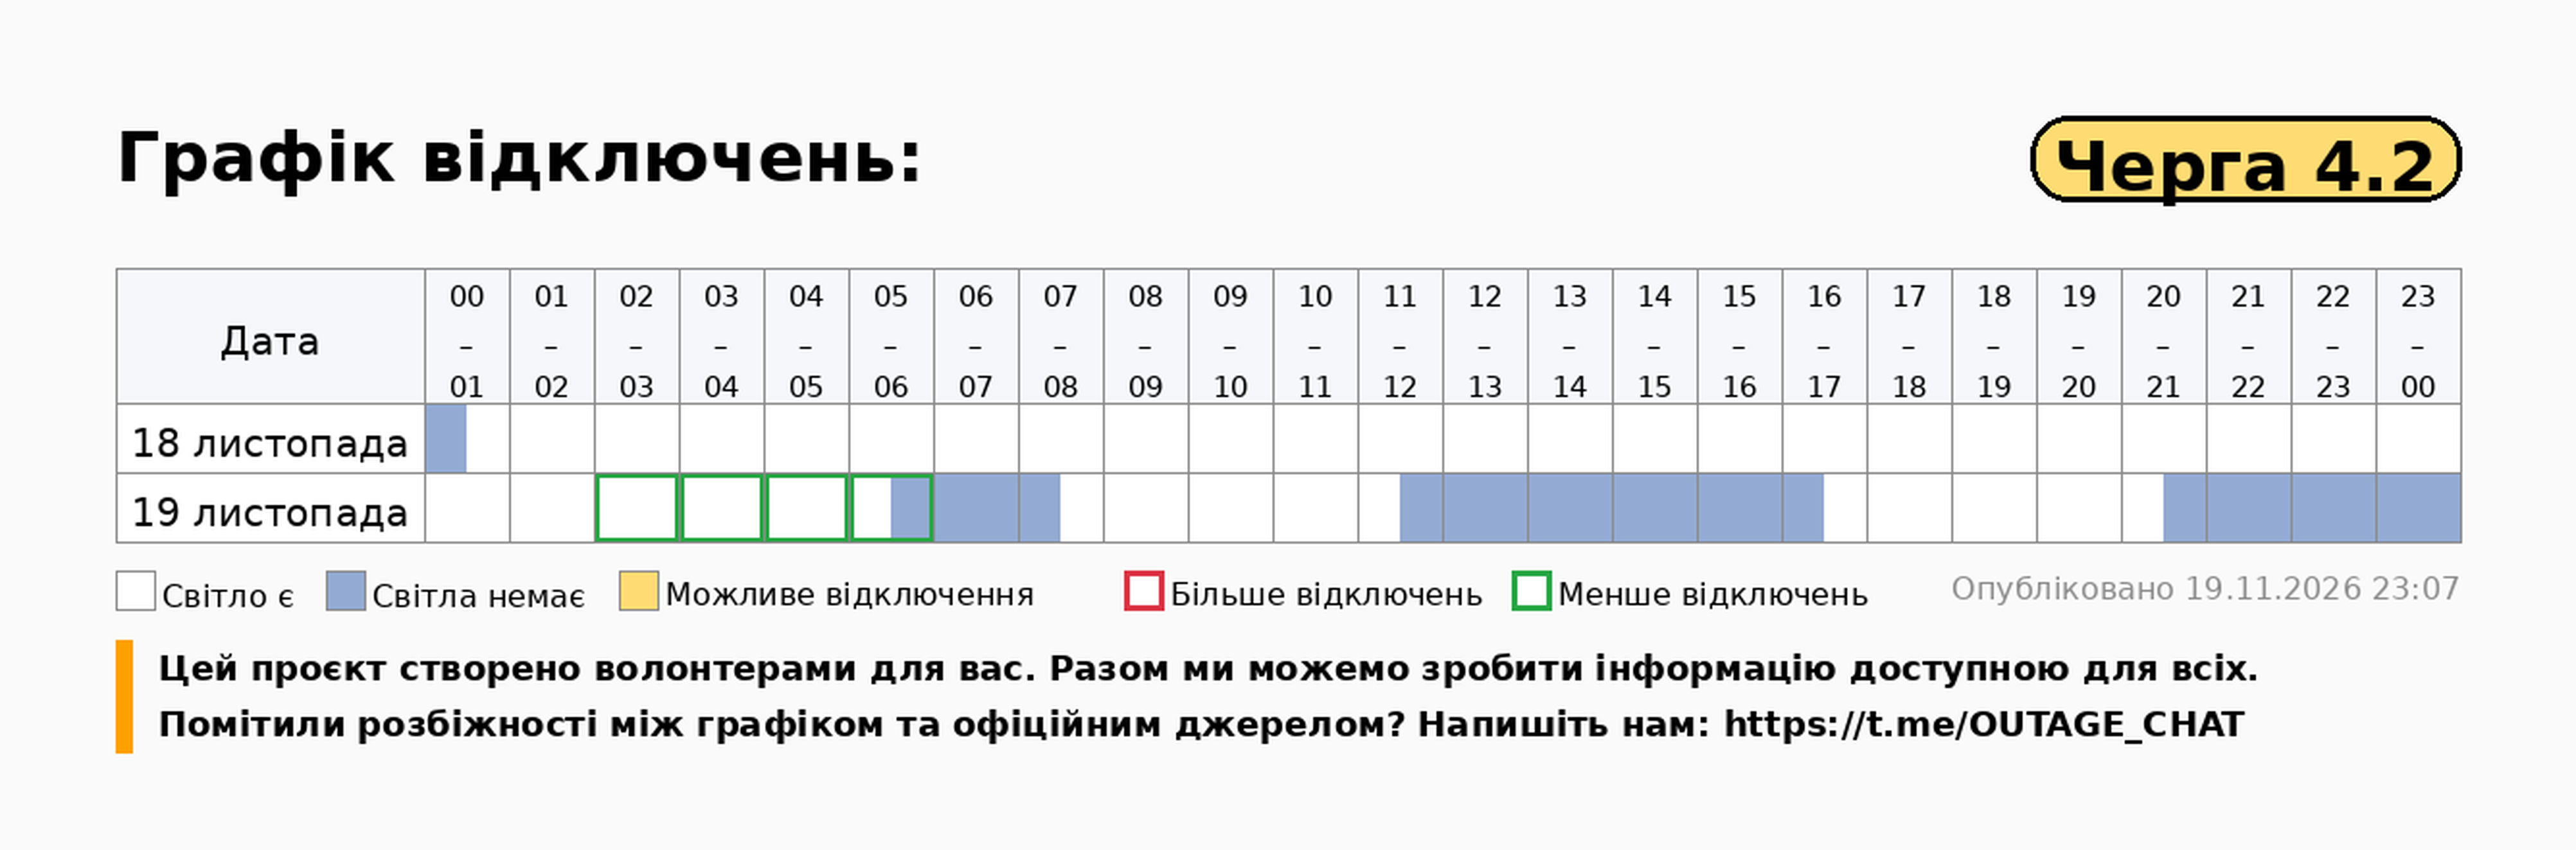 Графік відключень:
Черга 4.2
Дата
00 – 01
01 – 02
02 – 03
03 – 04
04 – 05
05 – 06
06 – 07
07 – 08
08 – 09
09 – 10
10 – 11
11 – 12
12 – 13
13 – 14
14 – 15
15 – 16
16 – 17
17 – 18
18 – 19
19 – 20
20 – 21
21 – 22
22 – 23
23 – 00
18 листопада
19 листопада
Світло є
Світла немає
Можливе відключення
Більше відключень
Менше відключень
Опубліковано 19.11.2026 23:07
Цей проєкт створено волонтерами для вас. Разом ми можемо зробити інформацію доступною для всіх.
Помітили розбіжності між графіком та офіційним джерелом? Напишіть нам: https://t.me/OUTAGE_CHAT